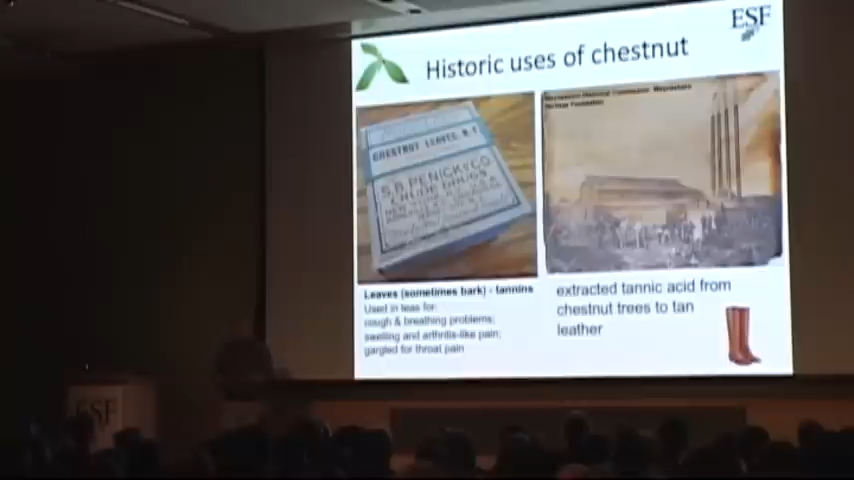 ESF
Historic uses of chestnut
CHESTNUT LEAVES, N.F.
S.B. PENICK & CO.
CRUDE DRUGS
Leaves (sometimes bark) - tannins
Used in teas for:
cough & breathing problems;
swelling and arthritis-like pain;
gargled for throat pain
extracted tannic acid from
chestnut trees to tan
leather
ESF